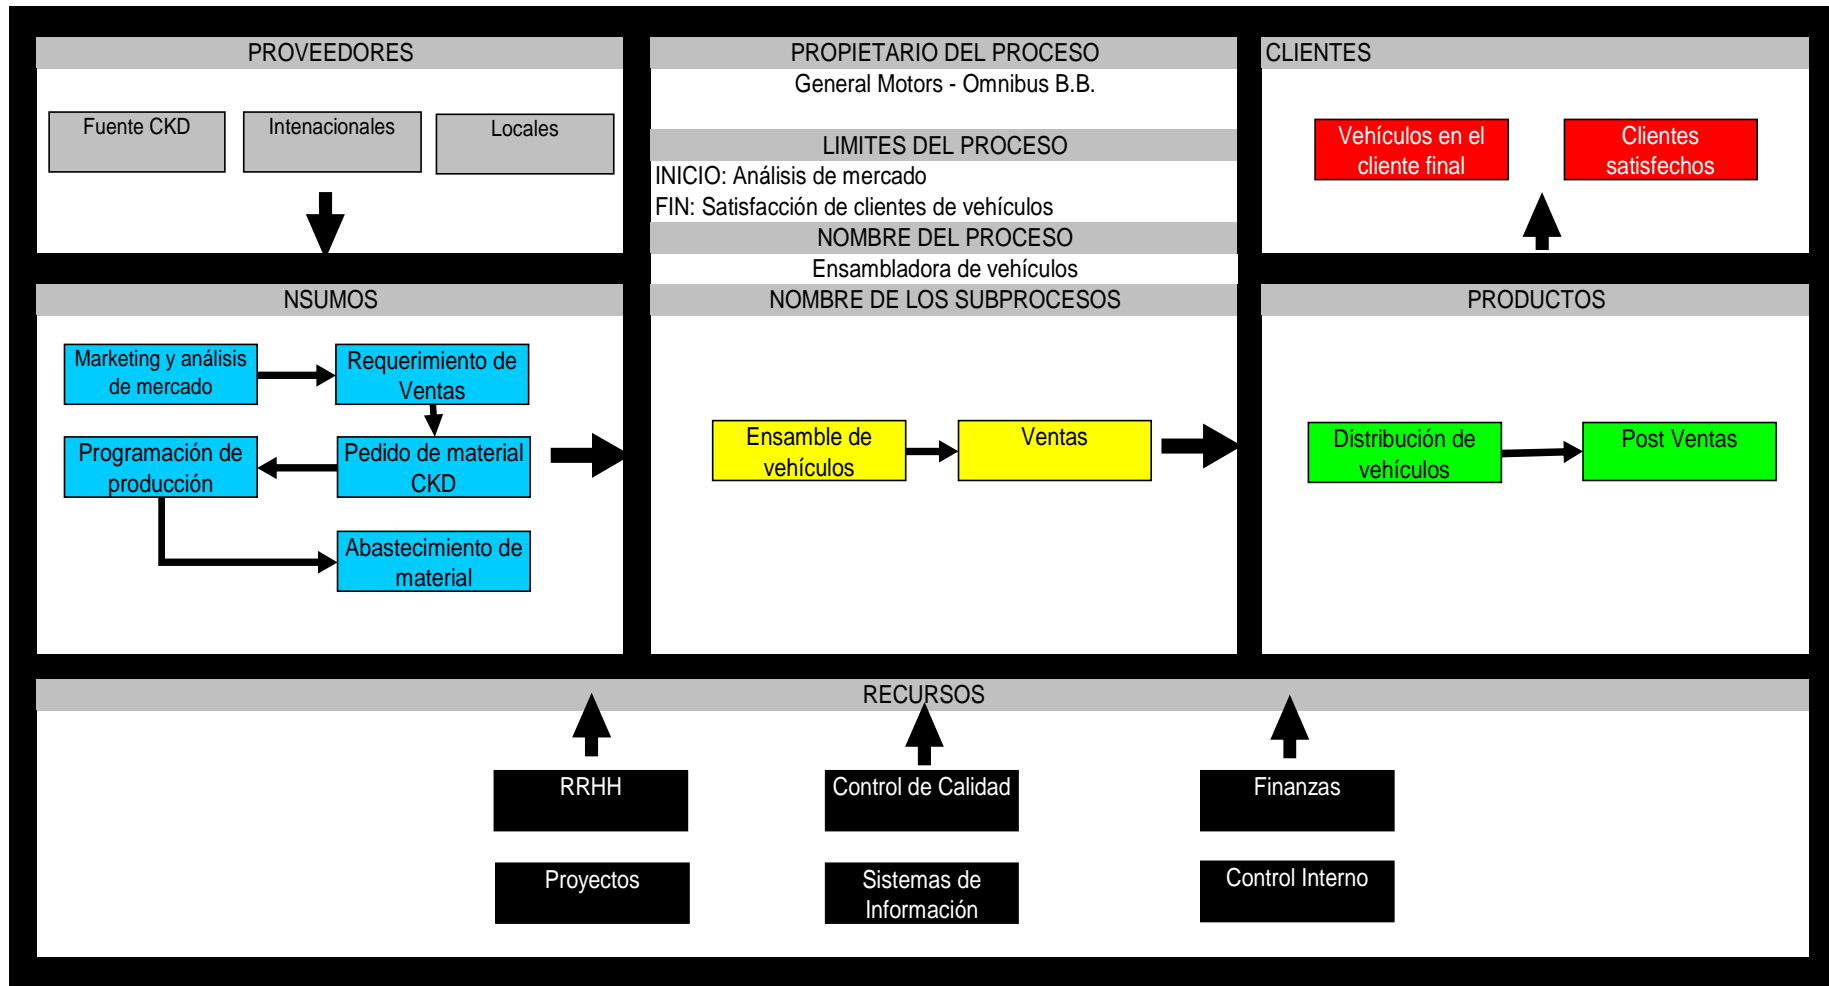 PROVEEDORES
Fuente CKD
Intenacionales
Locales
PROPIETARIO DEL PROCESO
General Motors - Omnibus B.B.
LIMITES DEL PROCESO
INICIO: Análisis de mercado
FIN: Satisfacción de clientes de vehículos
NOMBRE DEL PROCESO
Ensambladora de vehículos
CLIENTES
Vehículos en el
cliente final
Clientes
satisfechos
NSUMOS
Marketing y análisis
de mercado
Requerimiento de
Ventas
Programación de
producción
Pedido de material
CKD
Abastecimiento de
material
NOMBRE DE LOS SUBPROCESOS
Ensamble de
vehículos
Ventas
PRODUCTOS
Distribución de
vehículos
Post Ventas
RECURSOS
RRHH
Control de Calidad
Finanzas
Proyectos
Sistemas de
Información
Control Interno